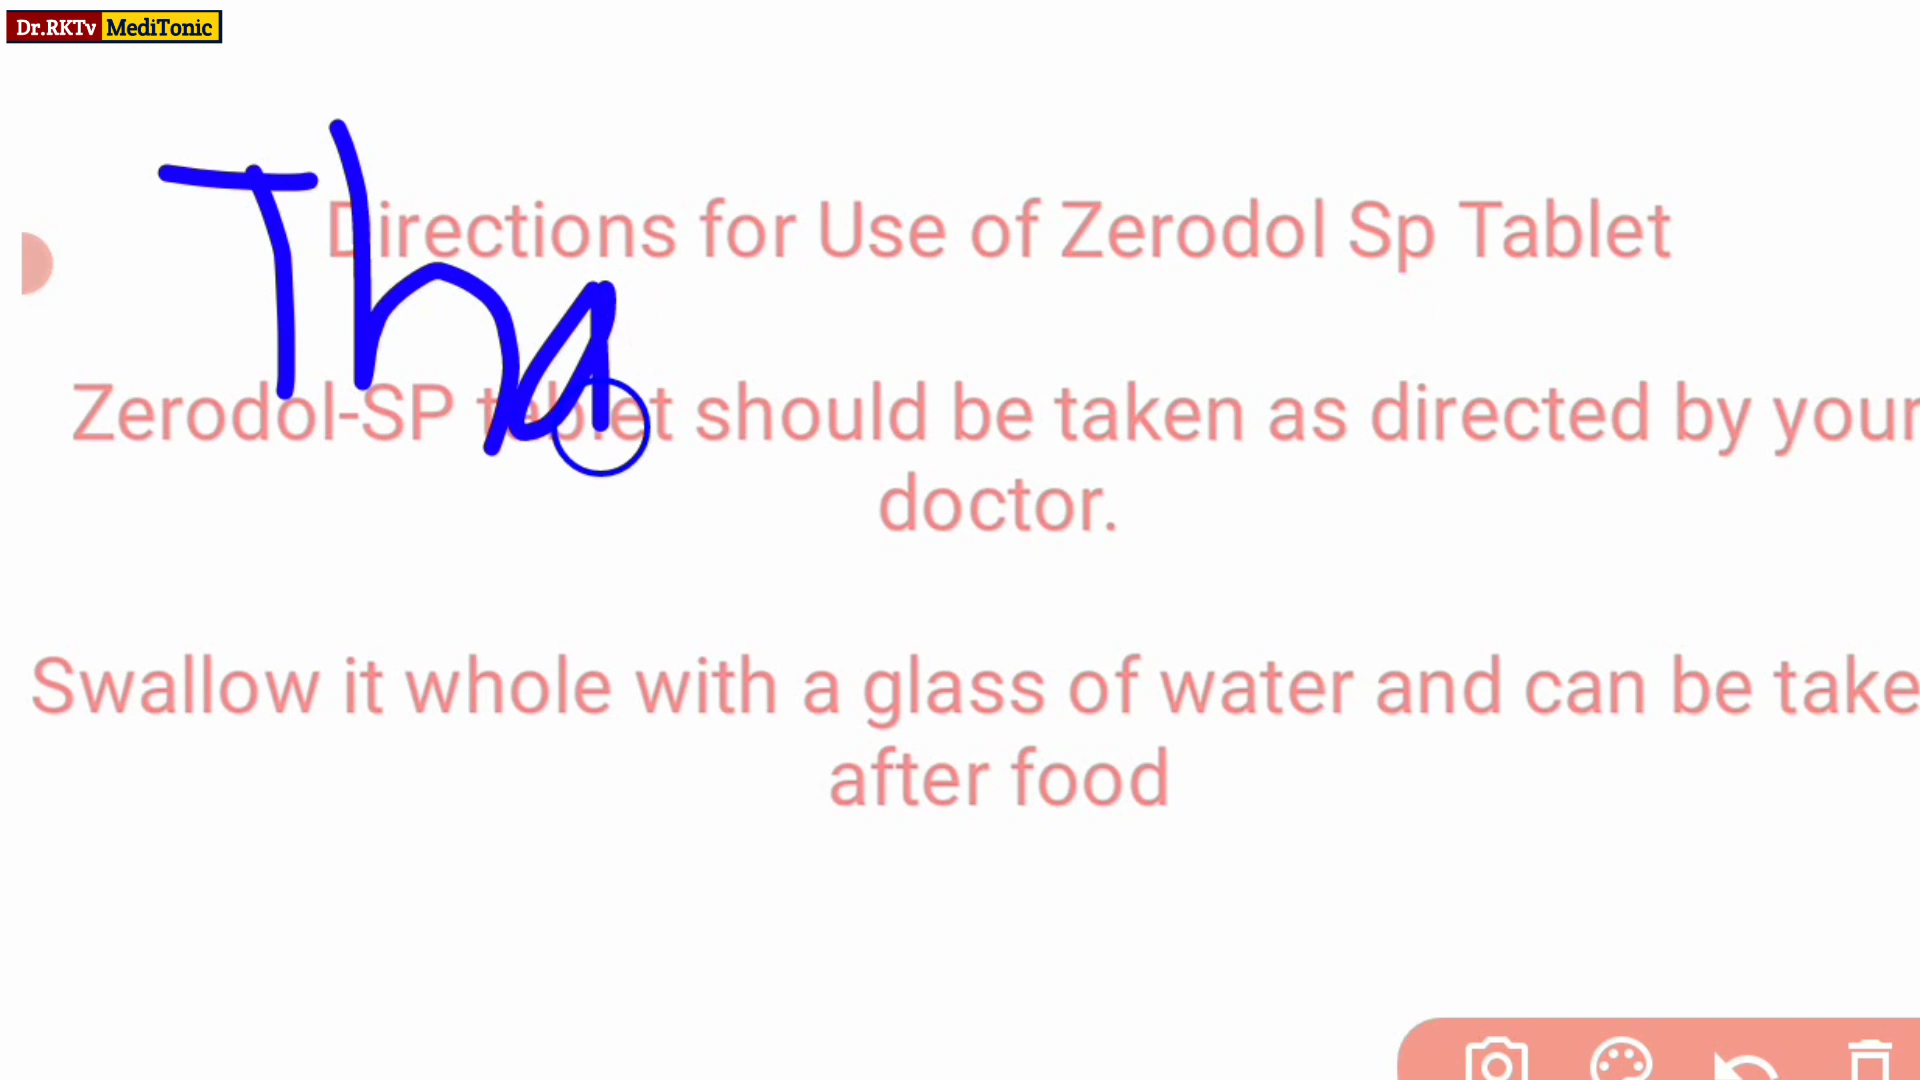 Dr.RKTv MediTonic
Tha
Directions for Use of Zerodol Sp Tablet
Zerodol-SP tablet should be taken as directed by your
doctor.
Swallow it whole with a glass of water and can be take
after food